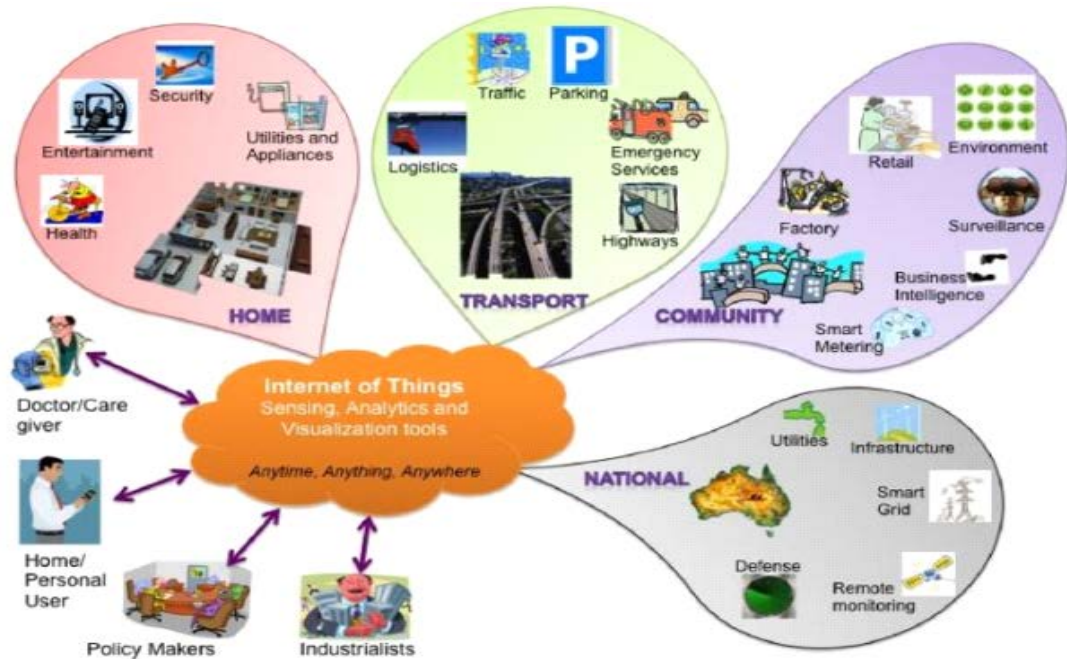 Security
Entertainment
Utilities and
Appliances
Health
HOME
Traffic
P
Parking
Logistics
Emergency
Services
Highways
TRANSPORT
Retail
Environment
Factory
Surveillance
Business
Intelligence
COMMUNITY
Smart
Metering
Internet of Things
Sensing, Analytics and
Visualization tools
Anytime, Anything, Anywhere
Doctor/Care
giver
Home/
Personal
User
Policy Makers
Industrialists
NATIONAL
Utilities
Infrastructure
Smart
Grid
Defense
Remote
monitoring